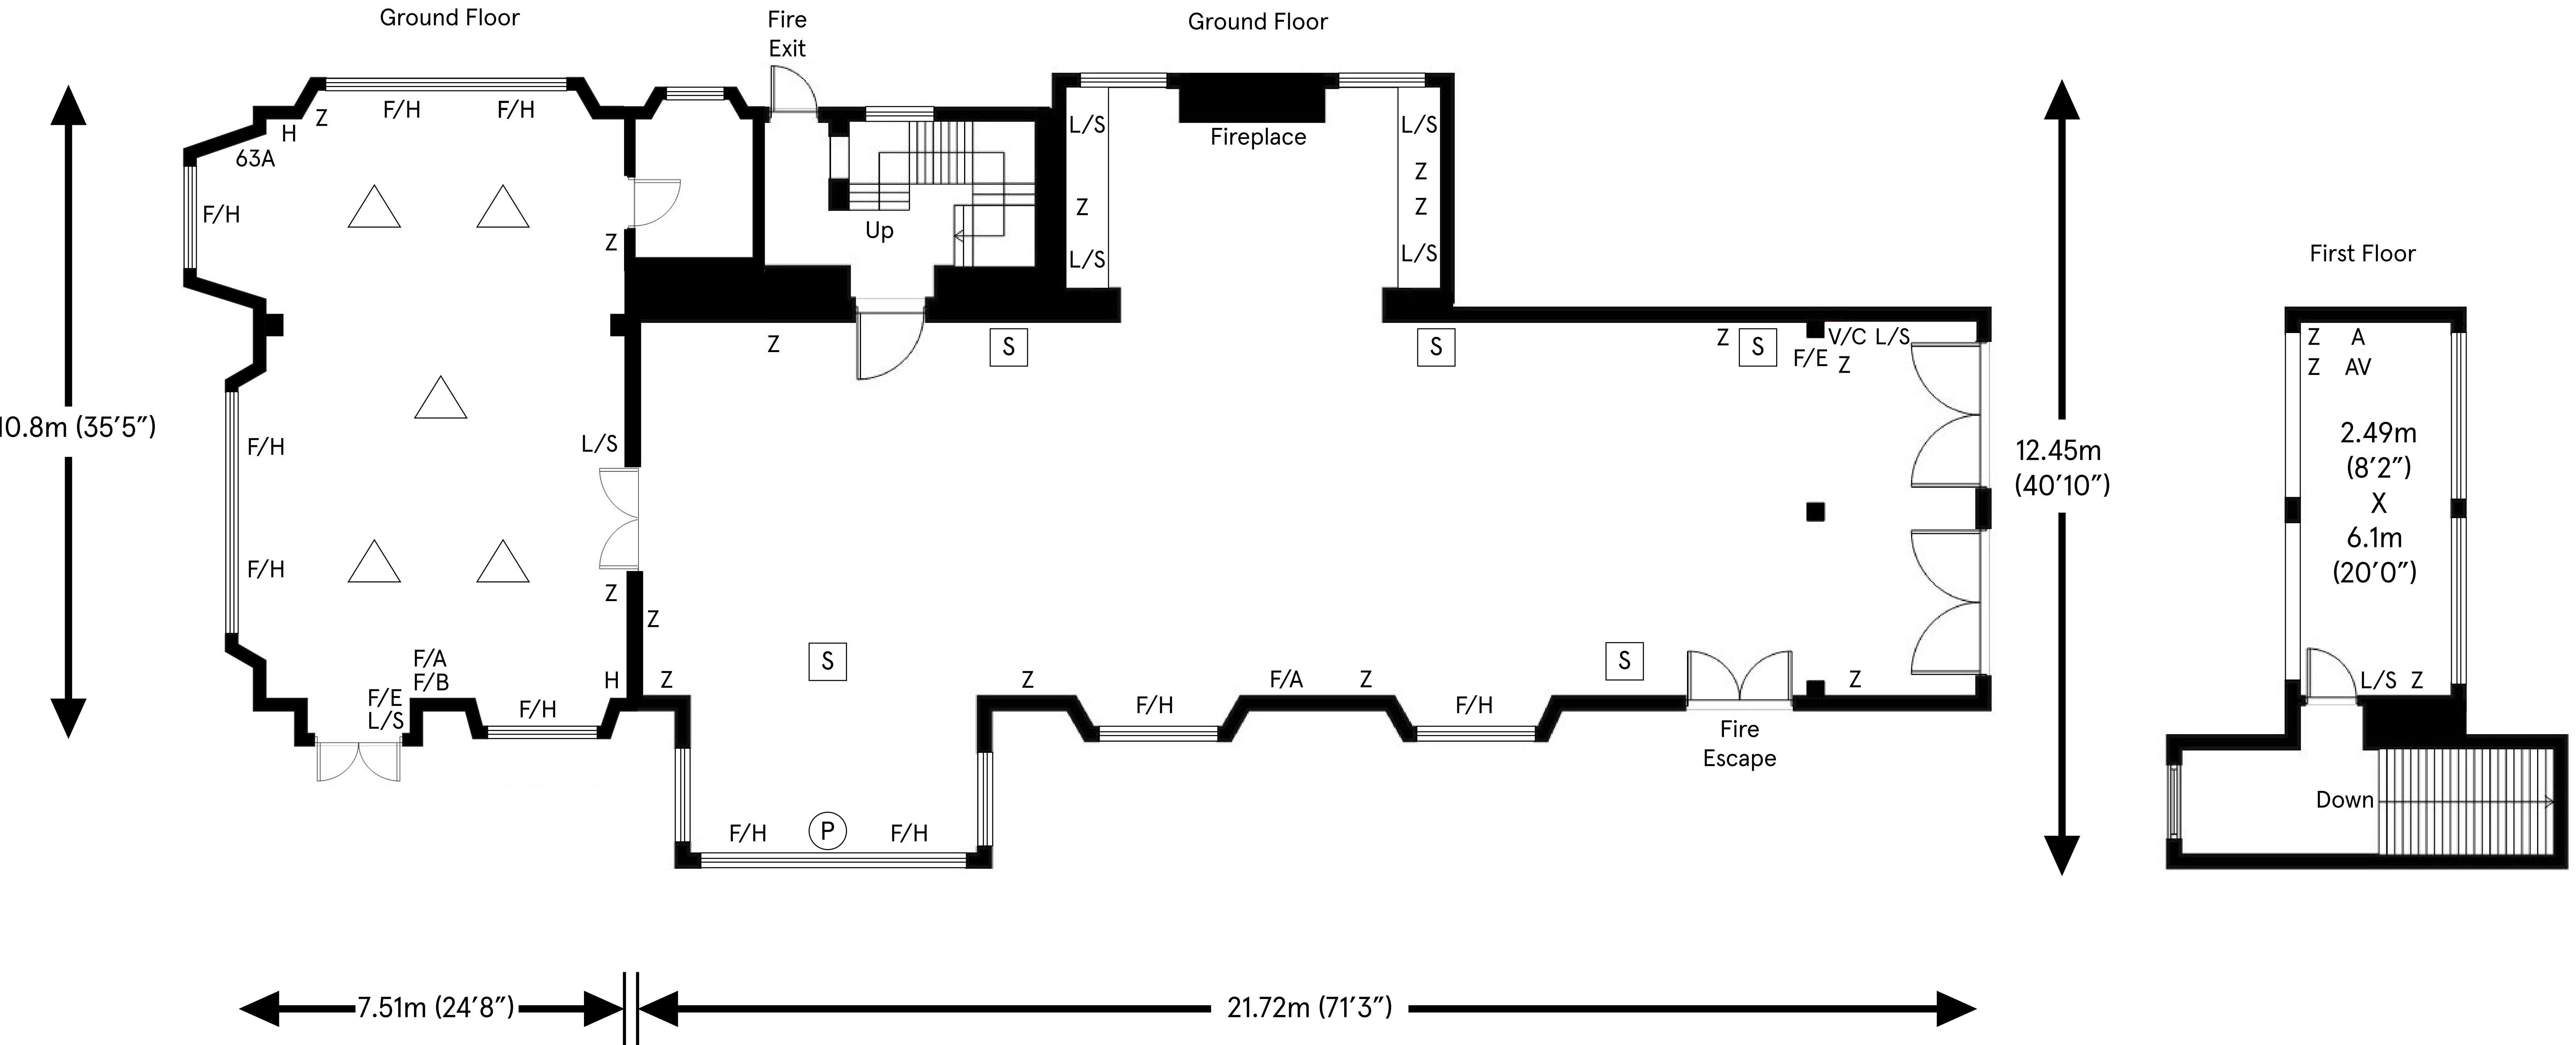 Ground Floor
Fire
Exit
Ground Floor
Z
F/H
F/H
H
63A
F/H
Z
Up
L/S
Fireplace
L/S
Z
Z
Z
L/S
L/S
First Floor
10.8m (35′5″)
Z
S
S
Z
S
V/C
L/S
F/E
Z
L/S
F/H
F/H
Z
Z
F/A
F/B
F/E
L/S
H
F/H
Z
S
Z
F/H
F/A
Z
F/H
S
Fire
Escape
Z
F/H
P
F/H
12.45m
(40′10″)
Z
A
Z
AV
2.49m
(8′2″)
X
6.1m
(20′0″)
L/S
Z
Down
7.51m (24′8″)
21.72m (71′3″)